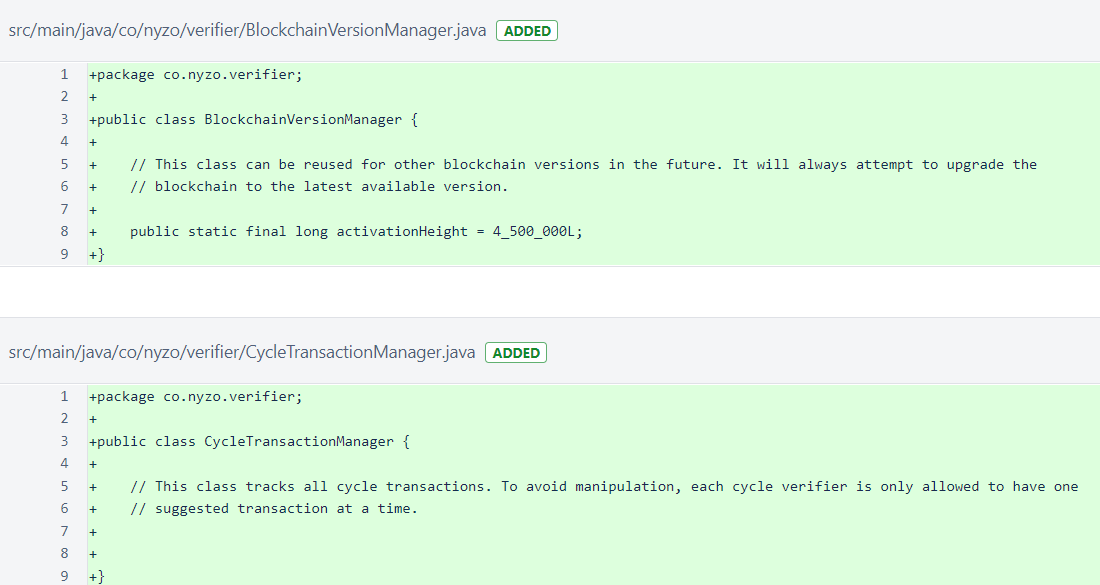 src/main/java/co/nyzo/verifier/BlockchainVersionManager.java ADDED
1 +package co.nyzo.verifier;
2 +
3 +public class BlockchainVersionManager {
4 +
5 +    // This class can be reused for other blockchain versions in the future. It will always attempt to upgrade the
6 +    // blockchain to the latest available version.
7 +
8 +    public static final long activationHeight = 4_500_000L;
9 +}
src/main/java/co/nyzo/verifier/CycleTransactionManager.java ADDED
1 +package co.nyzo.verifier;
2 +
3 +public class CycleTransactionManager {
4 +
5 +    // This class tracks all cycle transactions. To avoid manipulation, each cycle verifier is only allowed to have one
6 +    // suggested transaction at a time.
7 +
8 +
9 +}